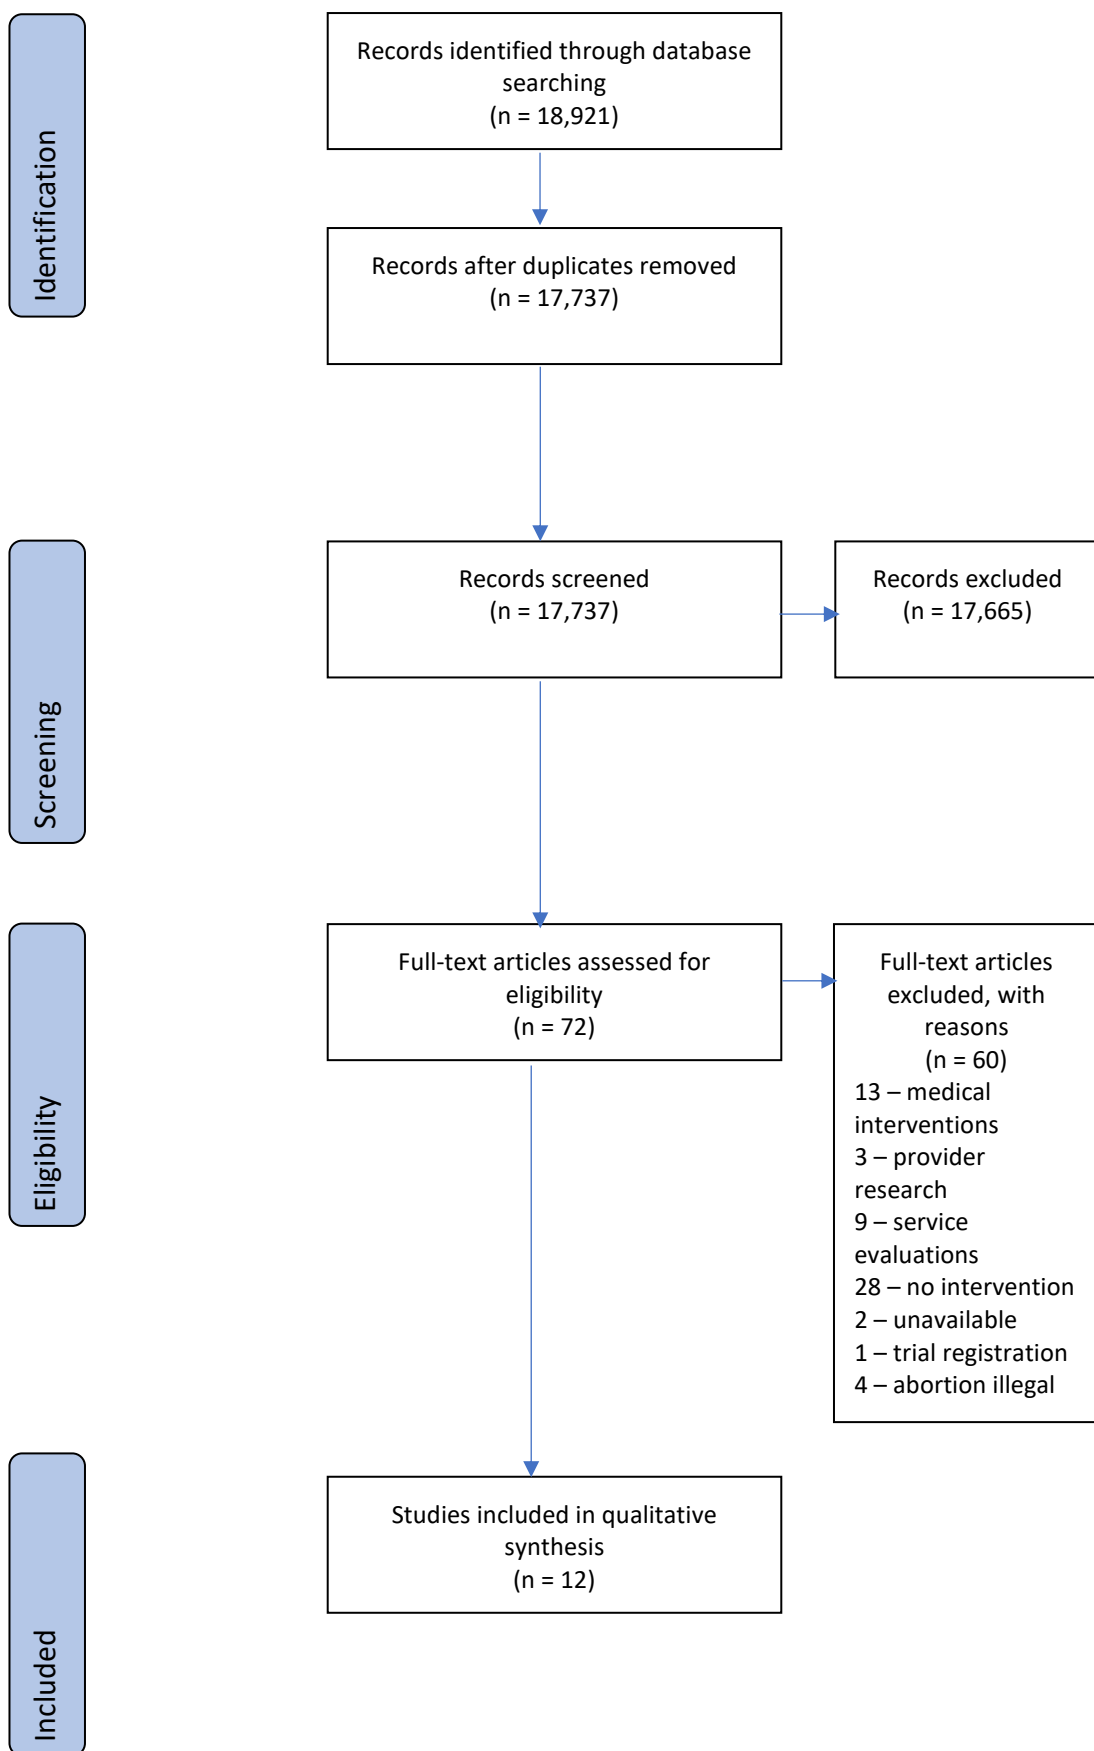 Identification
Records identified through database
searching
(n = 18,921)
Records after duplicates removed
(n = 17,737)
Screening
Records screened
(n = 17,737)
Records excluded
(n = 17,665)
Eligibility
Full-text articles assessed for
eligibility
(n = 72)
Full-text articles
excluded, with
reasons
(n = 60)
13 – medical
interventions
3 – provider
research
9 – service
evaluations
28 – no intervention
2 – unavailable
1 – trial registration
4 – abortion illegal
Included
Studies included in qualitative
synthesis
(n = 12)